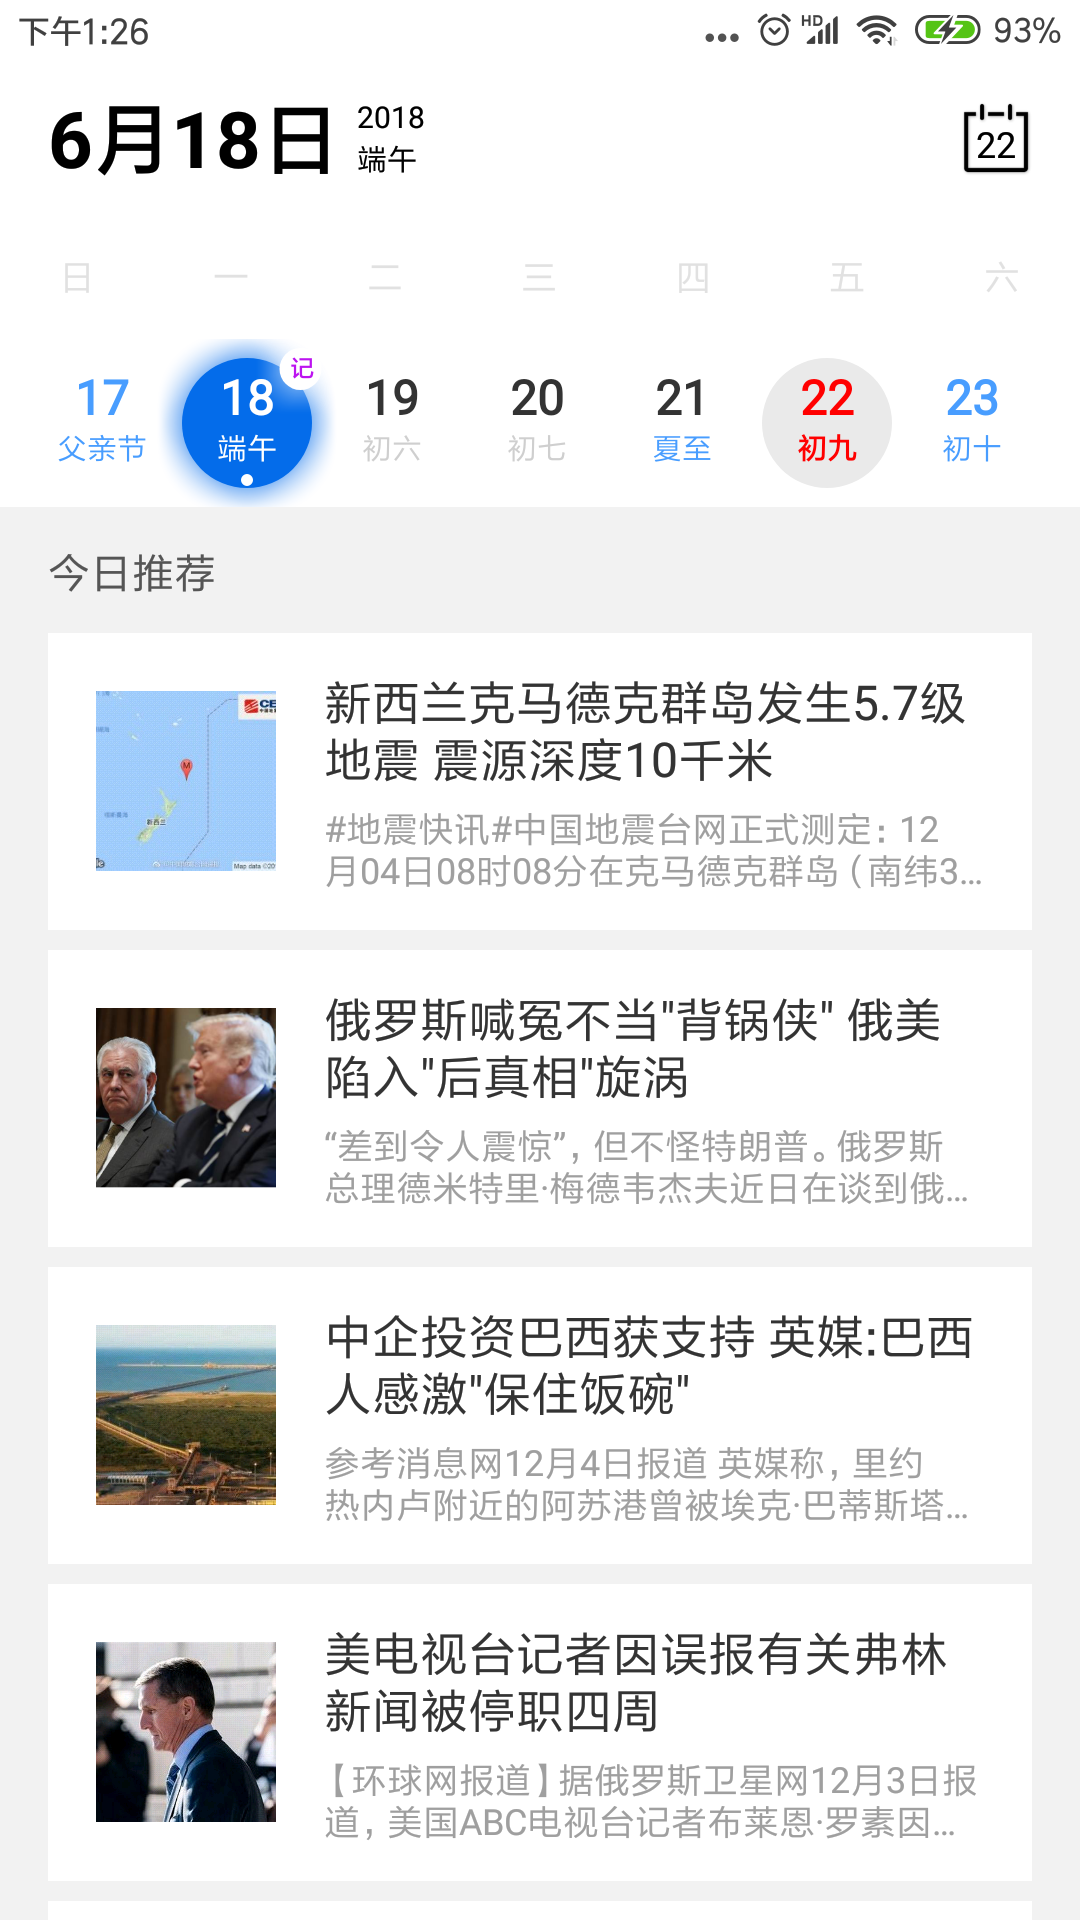 下午1:26
HD
93%
6月18日
2018
端午
22
日 一 二 三 四 五 六
17 18 19 20 21 22 23
记
父亲节 端午 初六 初七 夏至 初九 初十
今日推荐
新西兰克马德克群岛发生5.7级
地震 震源深度10千米
#地震快讯#中国地震台网正式测定：12
月04日08时08分在克马德克群岛（南纬3...
CE
M
新西兰
Map data ©20
俄罗斯喊冤不当"背锅侠" 俄美
陷入"后真相"旋涡
“差到令人震惊”，但不怪特朗普。俄罗斯
总理德米特里·梅德韦杰夫近日在谈到俄...
中企投资巴西获支持 英媒:巴西
人感激"保住饭碗"
参考消息网12月4日报道 英媒称，里约
热内卢附近的阿苏港曾被埃克·巴蒂斯塔...
美电视台记者因误报有关弗林
新闻被停职四周
【环球网报道】据俄罗斯卫星网12月3日报
道，美国ABC电视台记者布莱恩·罗素因...